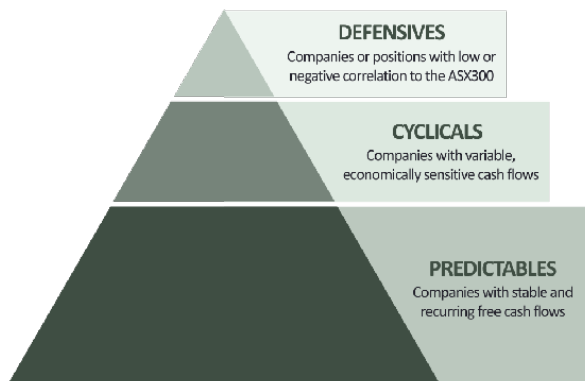 DEFENSIVES
Companies or positions with low or
negative correlation to the ASX300
CYCLICALS
Companies with variable,
economically sensitive cash flows
PREDICTABLES
Companies with stable and
recurring free cash flows